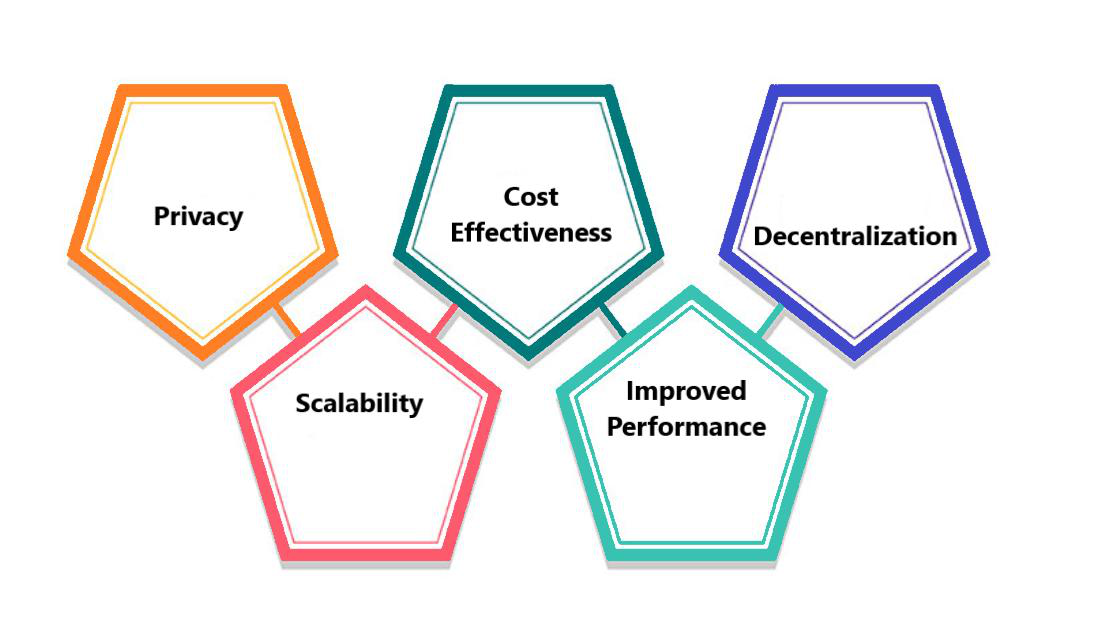 Privacy
Cost
Effectiveness
Decentralization
Scalability
Improved
Performance